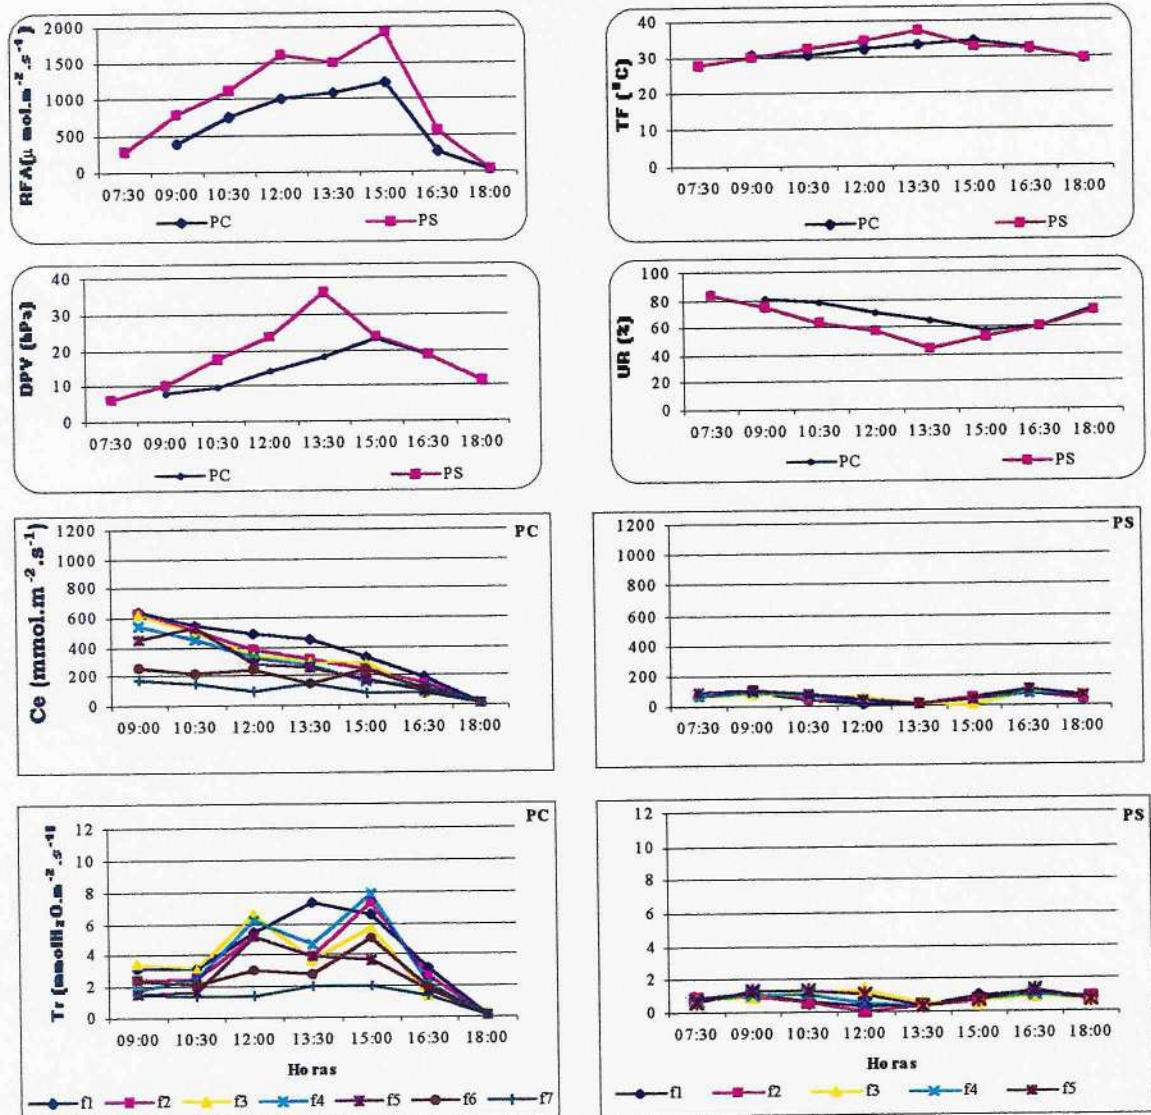 RFA(μ mol.m⁻².s⁻¹)
2000
1500
1000
500
0
07:30 09:00 10:30 12:00 13:30 15:00 16:30 18:00
PC PS
TF (ºC)
40
30
20
10
0
07:30 09:00 10:30 12:00 13:30 15:00 16:30 18:00
PC PS
DPV (hPa)
40
30
20
10
0
07:30 09:00 10:30 12:00 13:30 15:00 16:30 18:00
PC PS
UR (%)
100
80
60
40
20
0
07:30 09:00 10:30 12:00 13:30 15:00 16:30 18:00
PC PS
PC
Ce (mmol.m⁻².s¹)
1200
1000
800
600
400
200
0
09:00 10:30 12:00 13:30 15:00 16:30 18:00
PS
1200
1000
800
600
400
200
0
07:30 09:00 10:30 12:00 13:30 15:00 16:30 18:00
PC
Tr (mmolH₂O.m⁻².s⁻¹)
12
10
8
6
4
2
0
09:00 10:30 12:00 13:30 15:00 16:30 18:00
Horas
f1 f2 f3 f4 f5 f6 f7
PS
12
10
8
6
4
2
0
07:30 09:00 10:30 12:00 13:30 15:00 16:30 18:00
Horas
f1 f2 f3 f4 f5